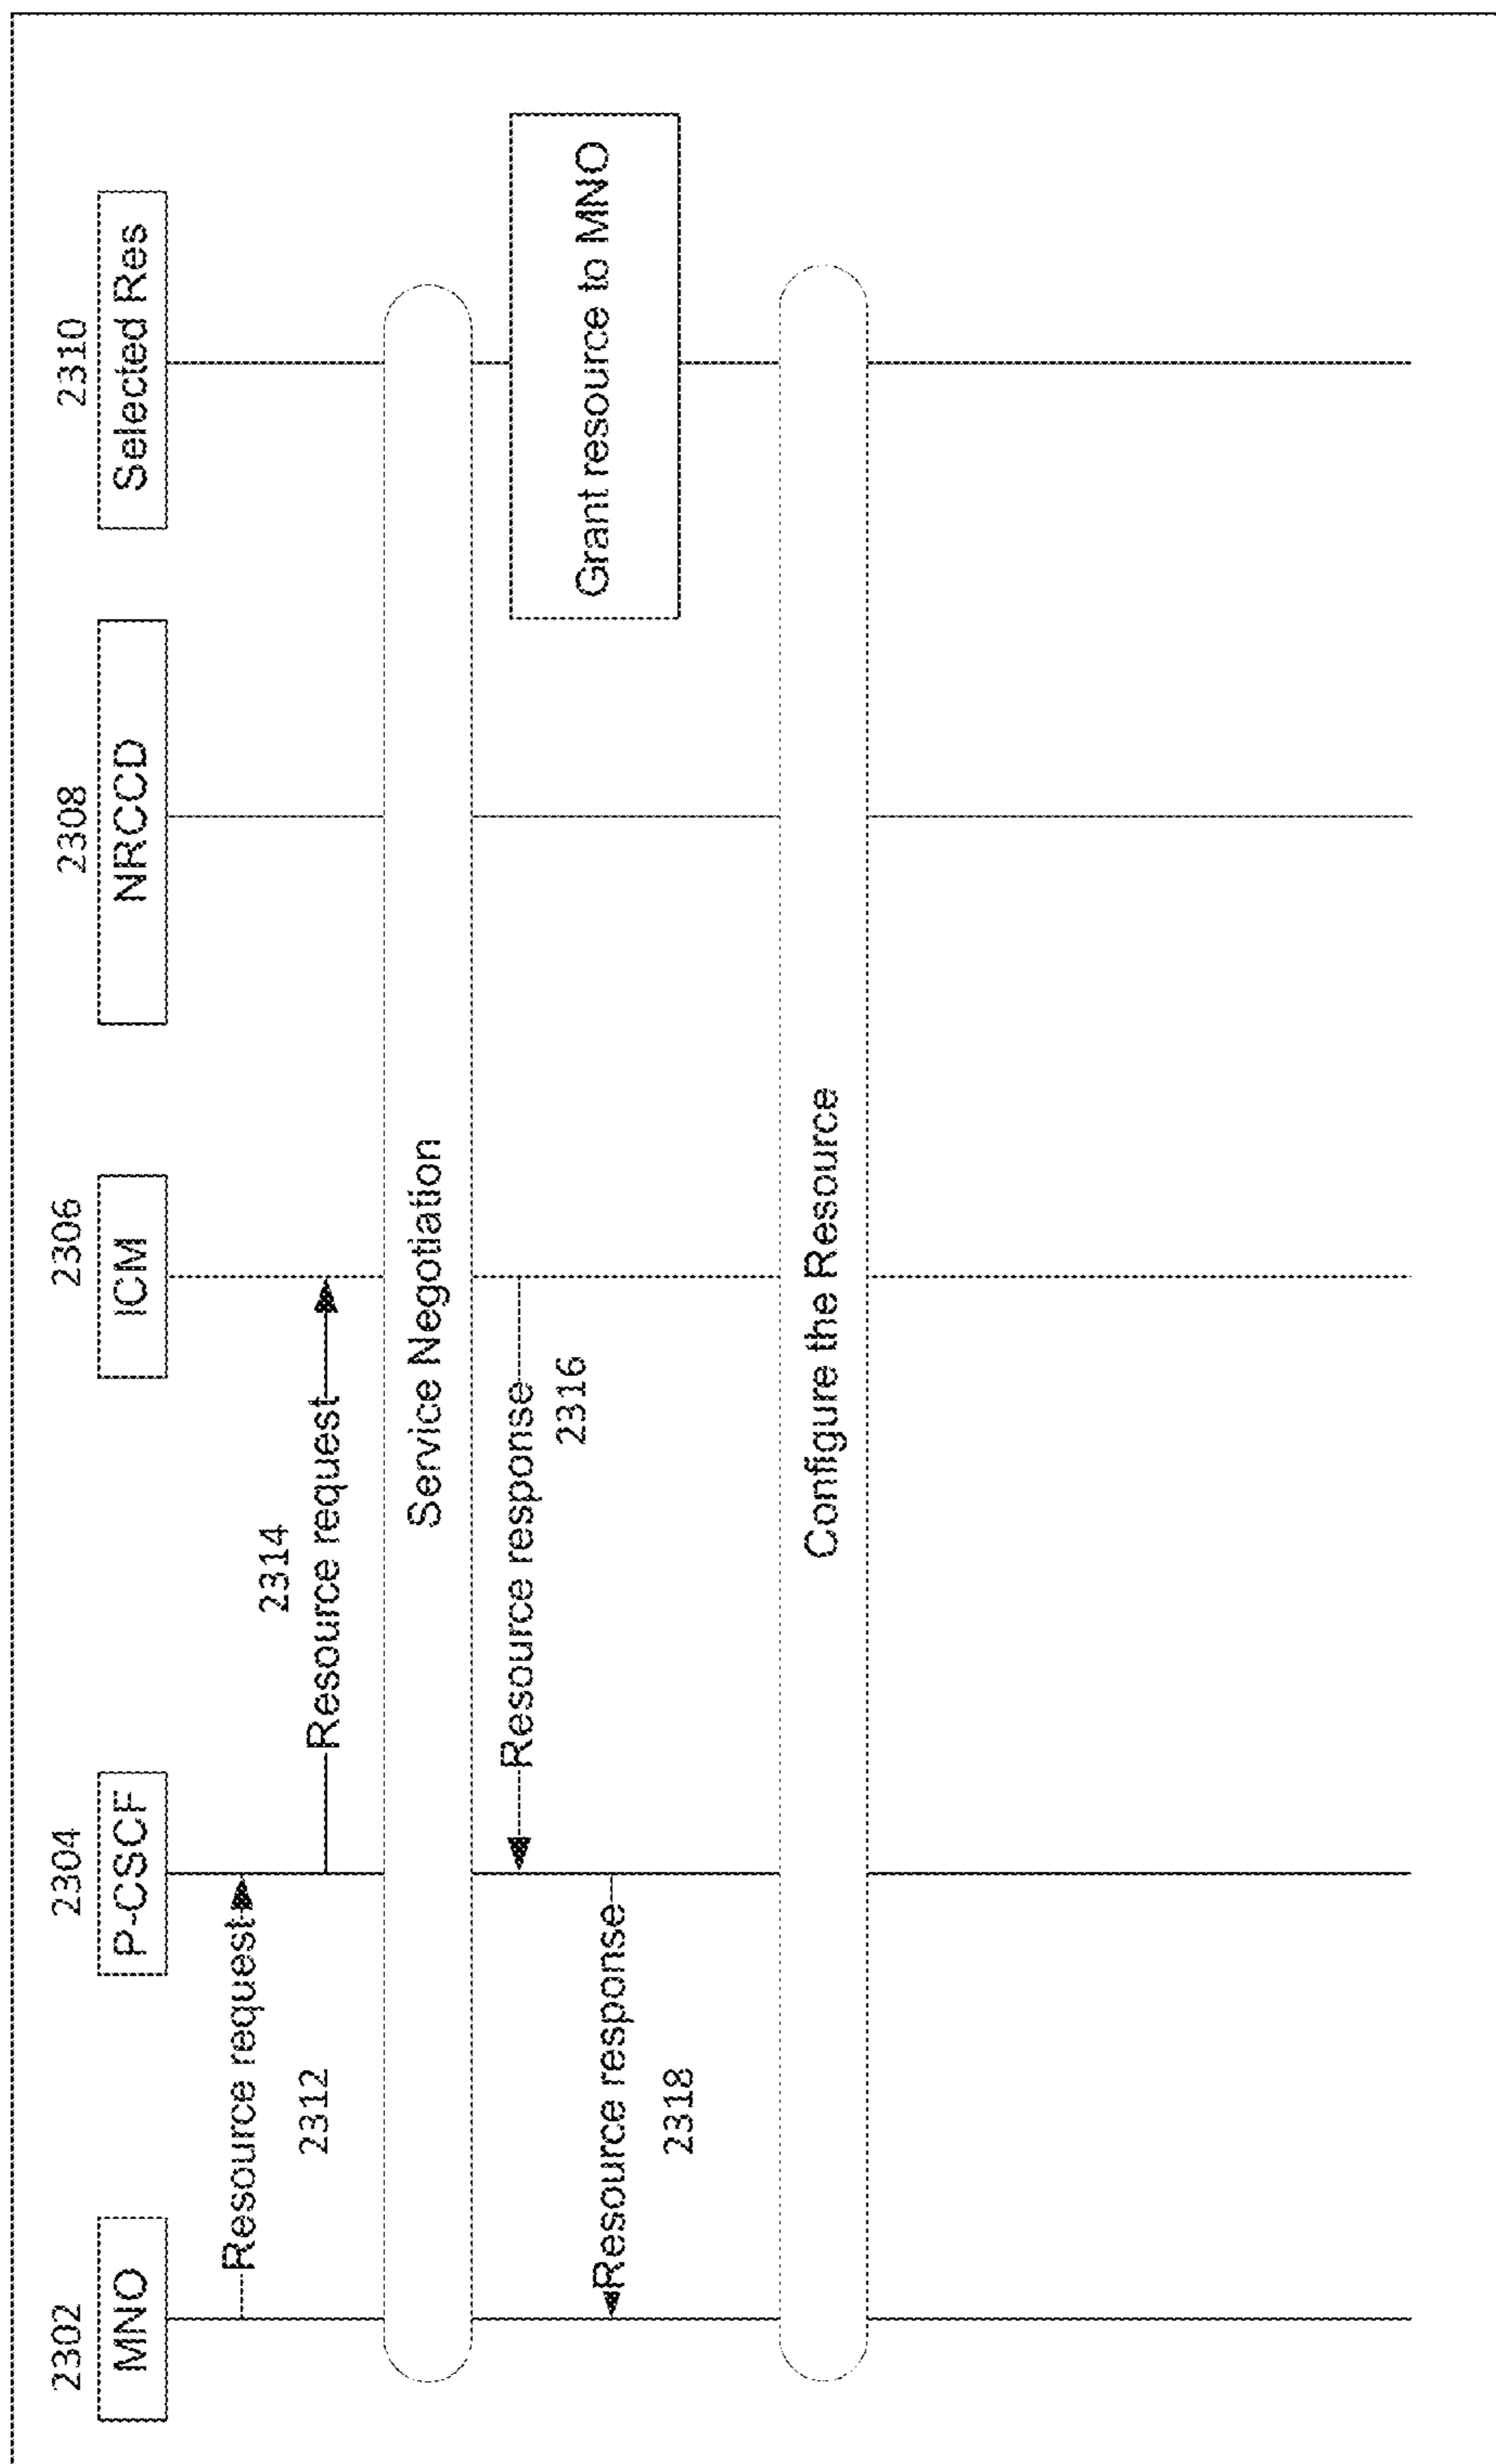 2302
2304
2306
2308
2310
MNO
P-CSCF
ICM
NRCCD
Selected Res
Resource request
2312
2314
Resource request
Service Negotiation
Resource response
2316
Grant resource to MNO
Resource response
2318
Configure the Resource